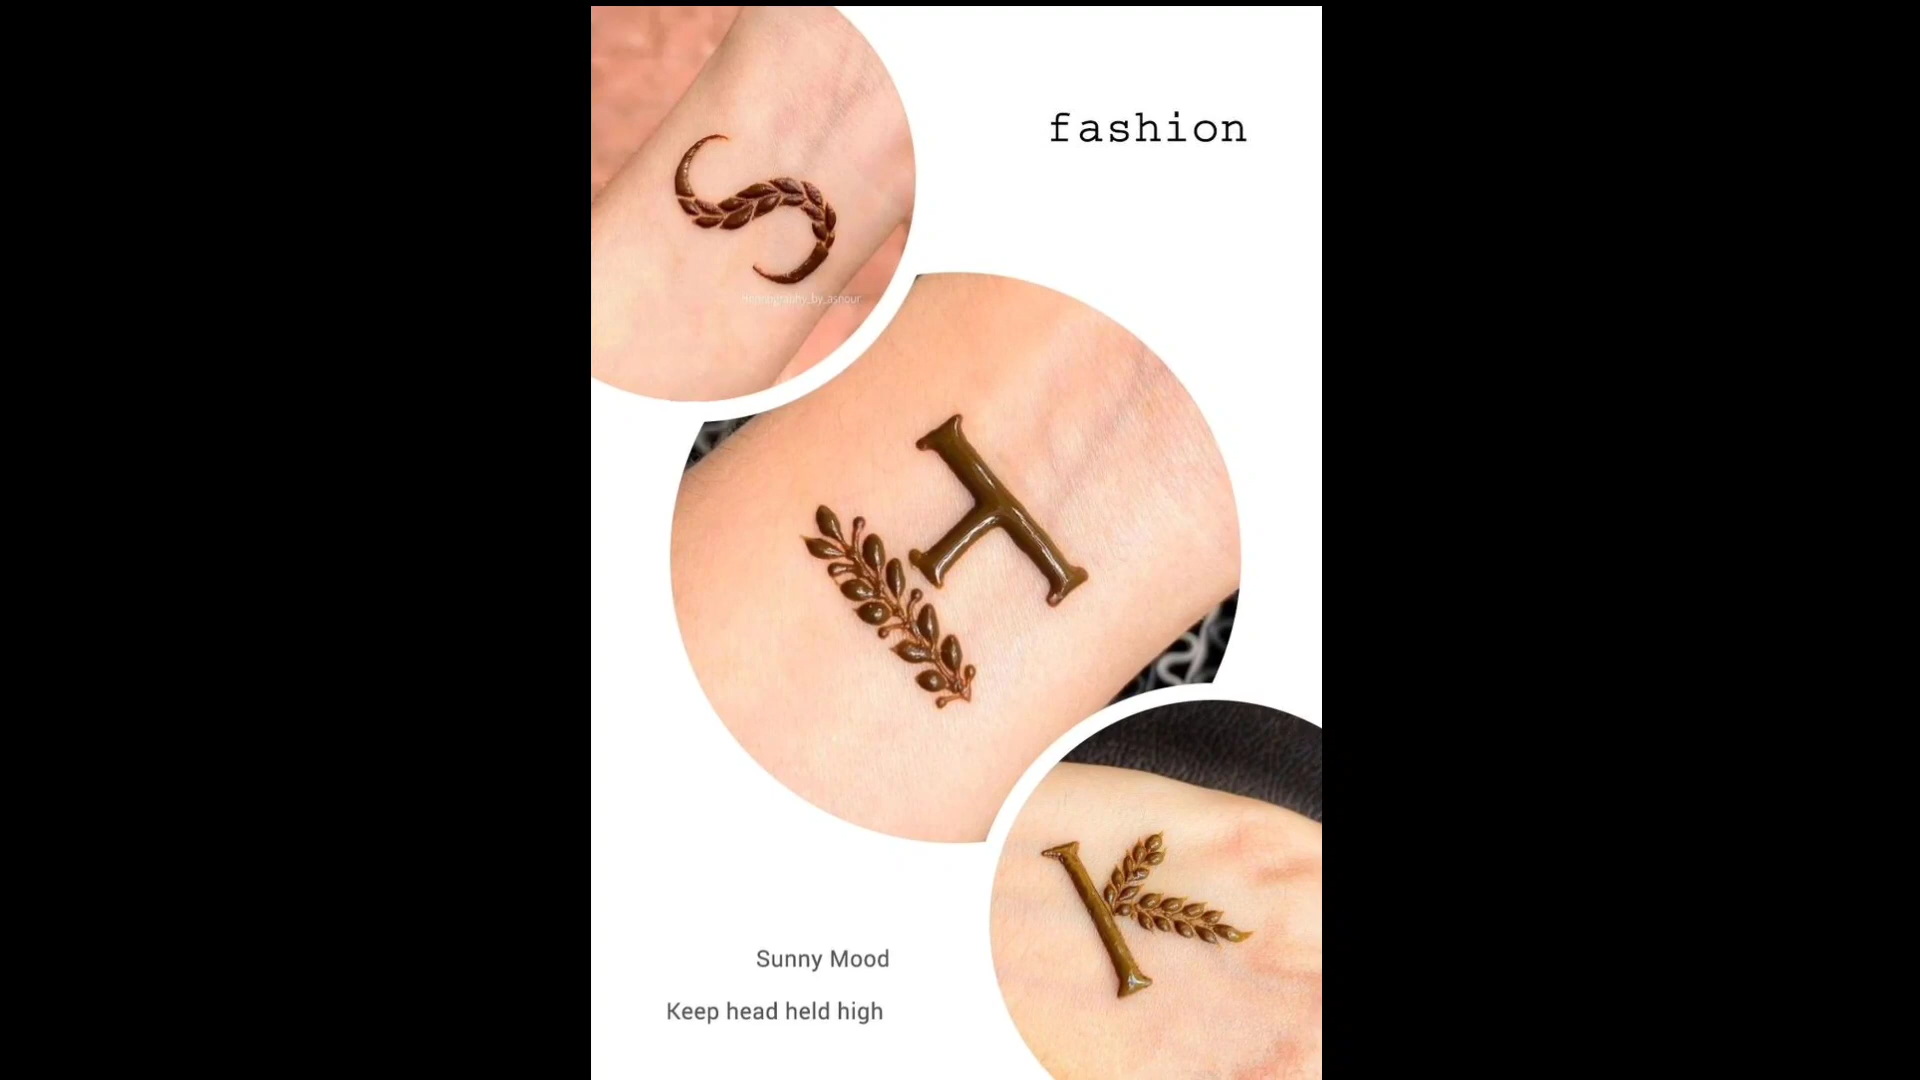 fashion
S
H
K
Sunny Mood
Keep head held high